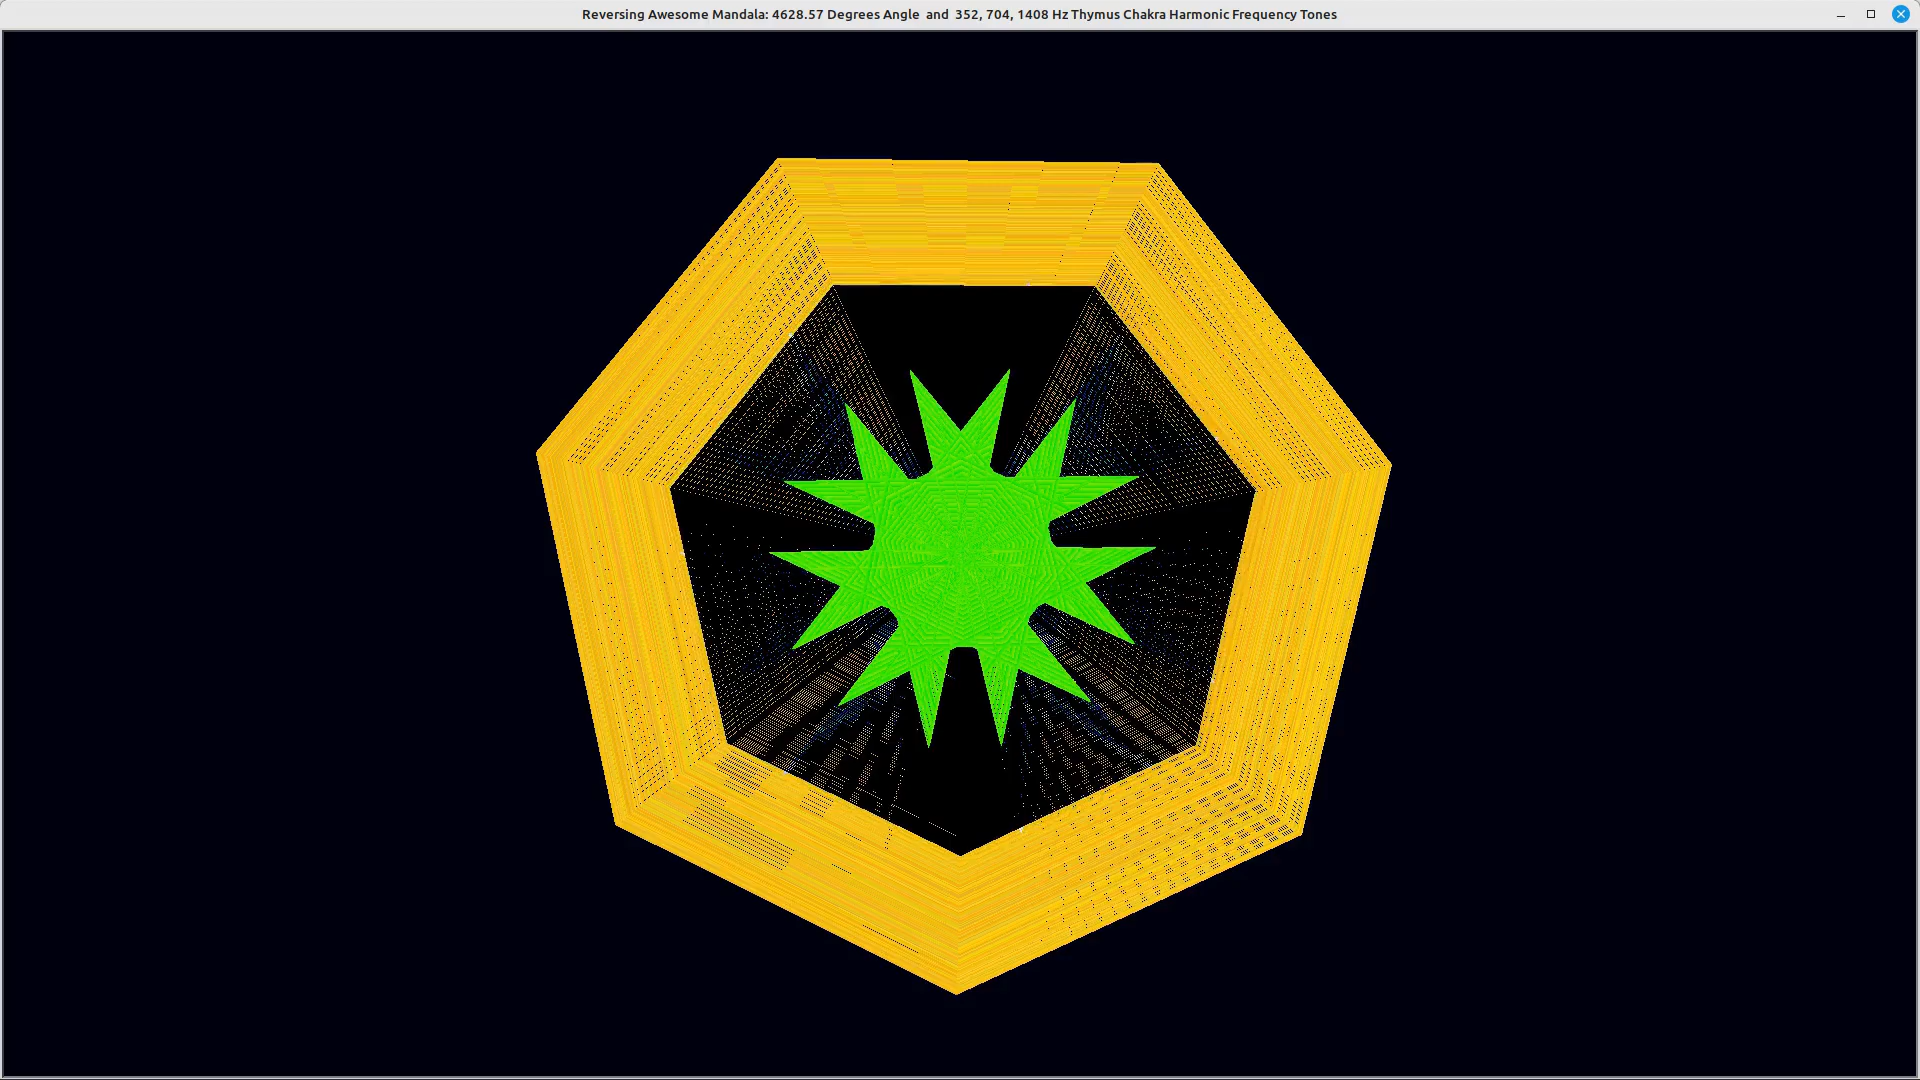 Reversing Awesome Mandala: 4628.57 Degrees Angle  and  352, 704, 1408 Hz Thymus Chakra Harmonic Frequency Tones